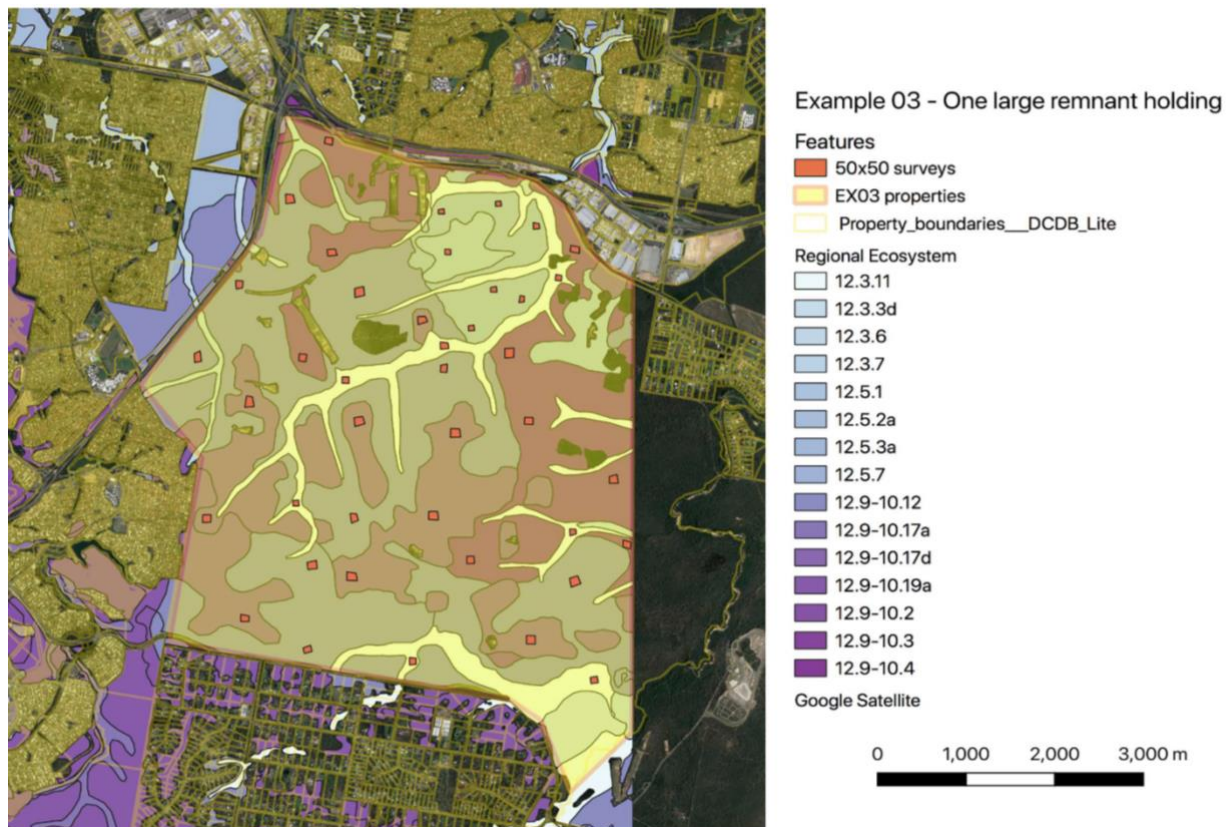 Example 03 - One large remnant holding
Features
50x50 surveys
EX03 properties
Property_boundaries___DCDB_Lite
Regional Ecosystem
12.3.11
12.3.3d
12.3.6
12.3.7
12.5.1
12.5.2a
12.5.3a
12.5.7
12.9-10.12
12.9-10.17a
12.9-10.17d
12.9-10.19a
12.9-10.2
12.9-10.3
12.9-10.4
Google Satellite
0 1,000 2,000 3,000 m